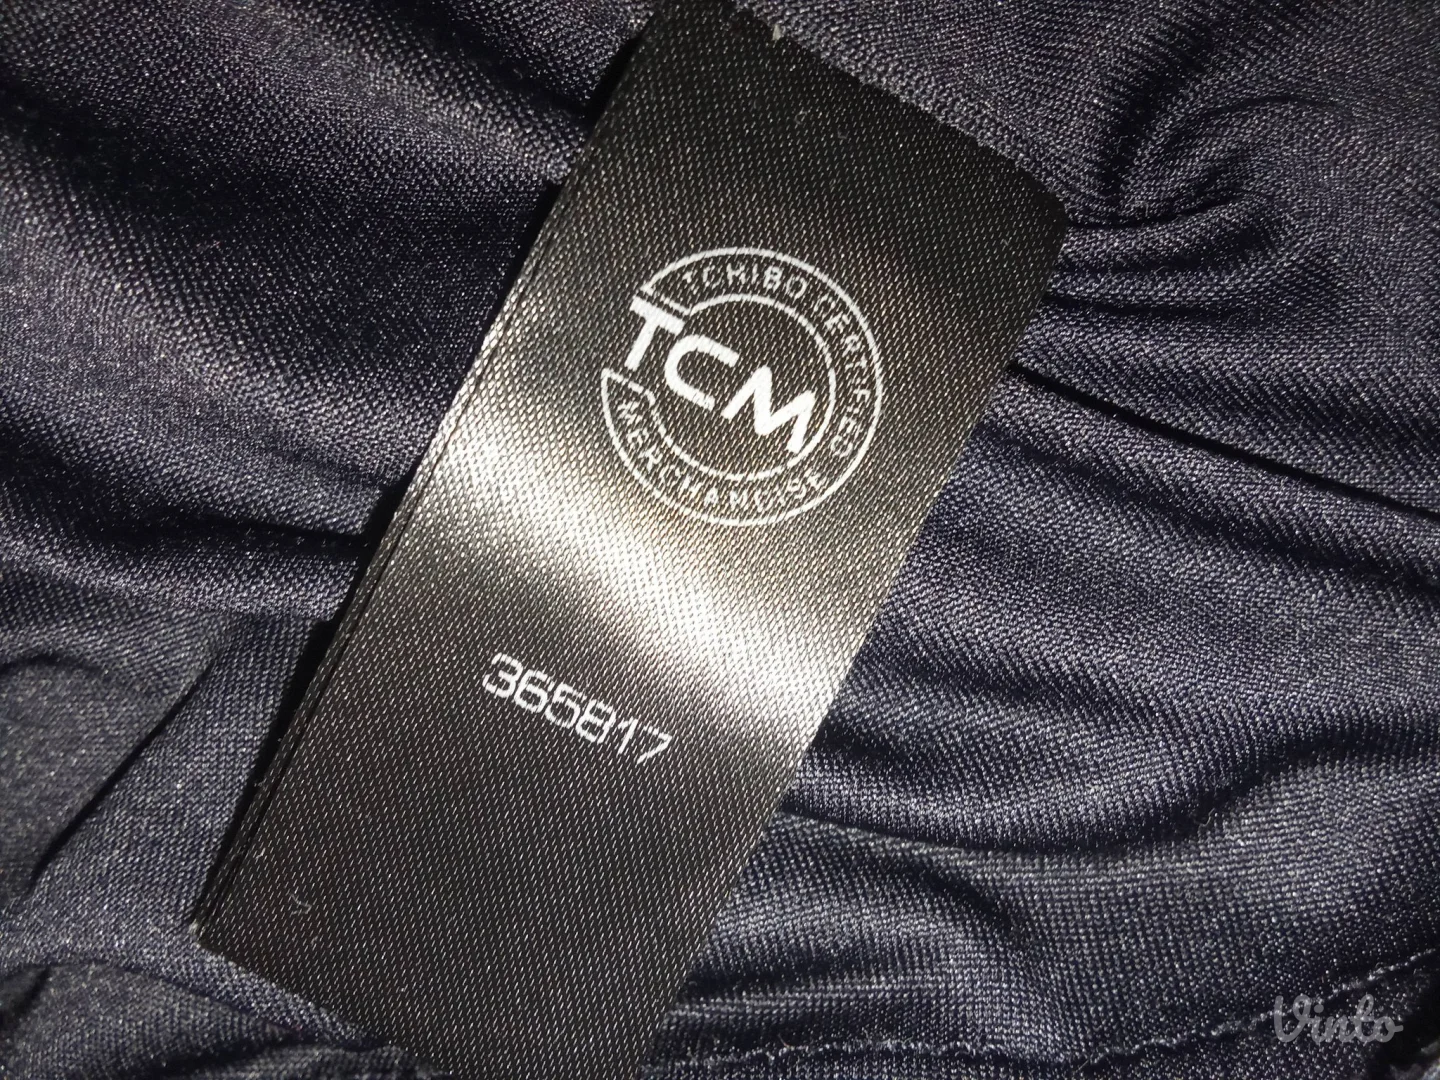 TCHIBO CERTIFIED
TCM
MERCHANDISE
365817
Vinto